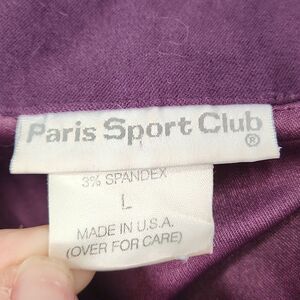 Paris Sport Club
®
3% SPANDEX
L
MADE IN U.S.A.
(OVER FOR CARE)